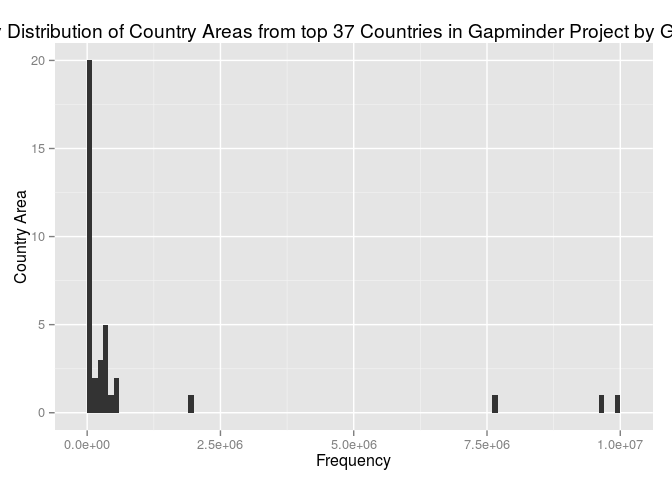 Distribution of Country Areas from top 37 Countries in Gapminder Project by
20
15
10
5
0
Country Area
0.0e+00 2.5e+06 5.0e+06 7.5e+06 1.0e+07
Frequency